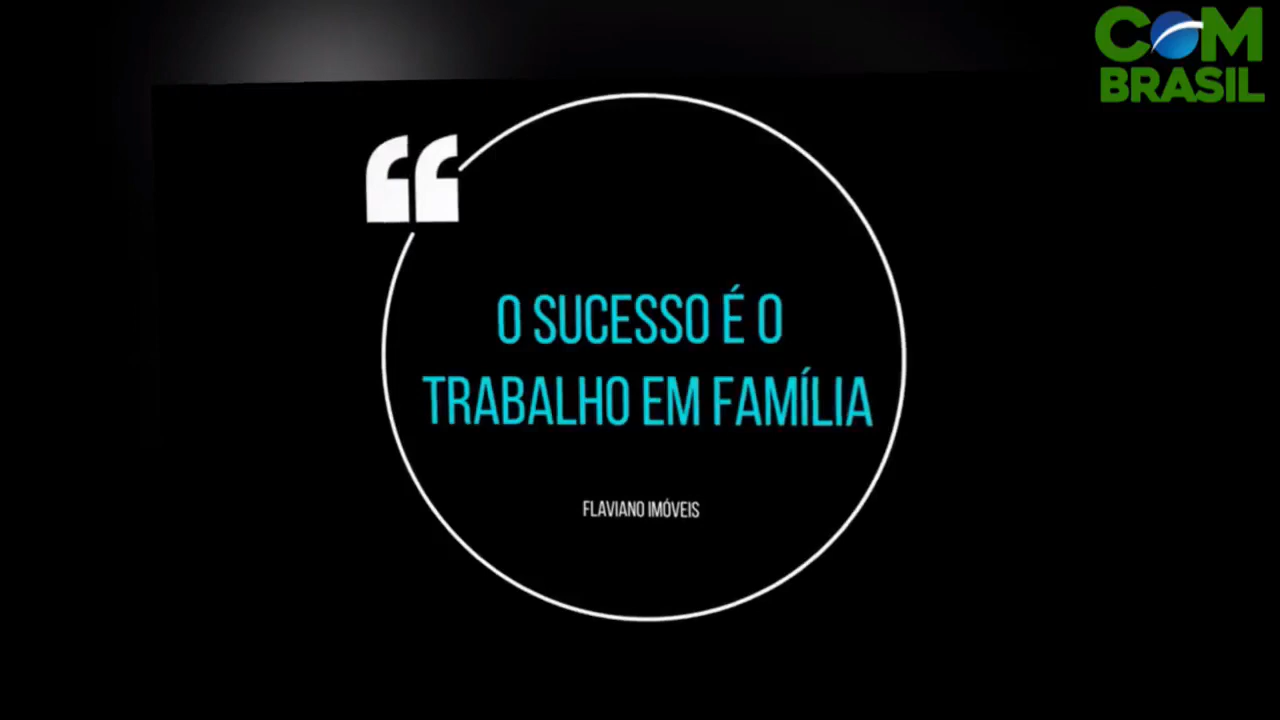 COM
BRASIL
“
O SUCESSO É O
TRABALHO EM FAMÍLIA
FLAVIANO IMÓVEIS